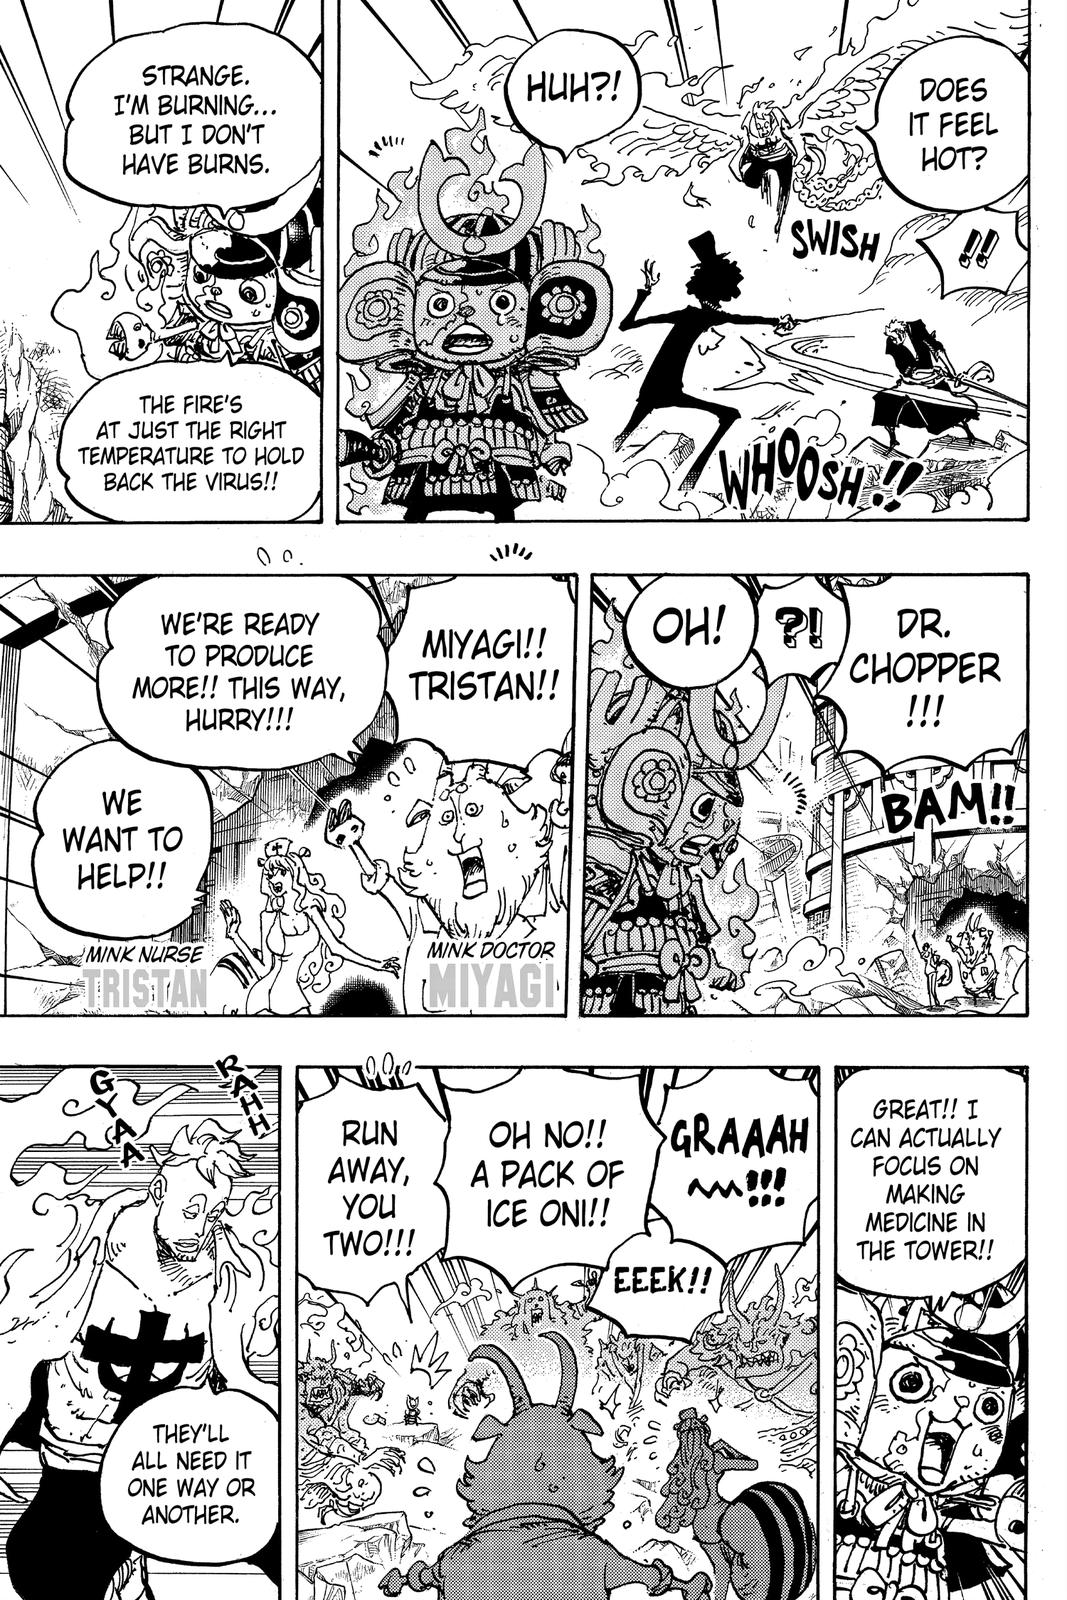 DOES
IT FEEL
HOT?
!!
SWISH
HUH?!
WHOOSH!!
STRANGE.
I'M BURNING...
BUT I DON'T
HAVE BURNS.
THE FIRE'S
AT JUST THE RIGHT
TEMPERATURE TO HOLD
BACK THE VIRUS!!
DR.
CHOPPER
!!!
?!
OH!
BAM!!
MIYAGI!!
TRISTAN!!
WE'RE READY
TO PRODUCE
MORE!! THIS WAY,
HURRY!!!
WE
WANT TO
HELP!!
MINK DOCTOR
MIYAGI
MINK NURSE
TRISTAN
GREAT!! I
CAN ACTUALLY
FOCUS ON
MAKING
MEDICINE IN
THE TOWER!!
GRAAAH
!!!
OH NO!!
A PACK OF
ICE ONI!!
EEEK!!
RUN
AWAY,
YOU
TWO!!!
RAHH
GYAA
THEY'LL
ALL NEED IT
ONE WAY OR
ANOTHER.